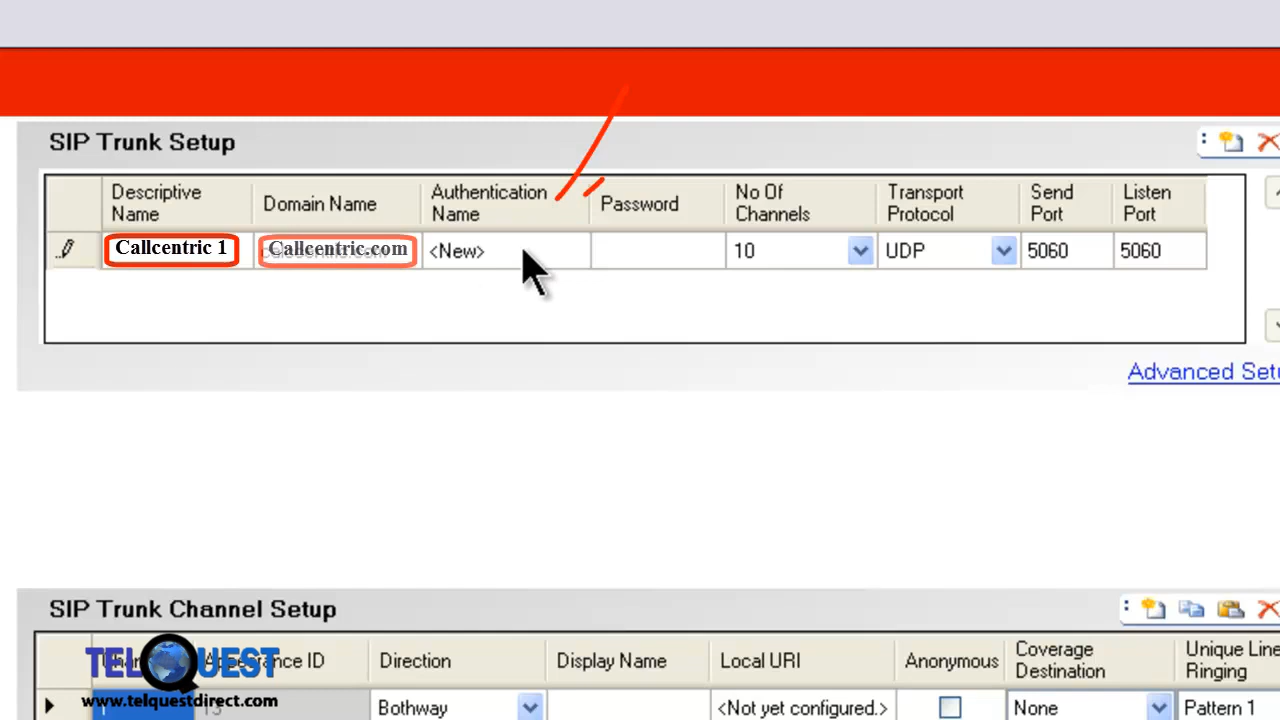 SIP Trunk Setup
Descriptive Name
Domain Name
Authentication Name
Password
No Of Channels
Transport Protocol
Send Port
Listen Port
Callcentric 1
Callcentric.com
<New>
10
UDP
5060
5060
Advanced Setu
SIP Trunk Channel Setup
Appearance ID
Direction
Display Name
Local URI
Anonymous
Coverage Destination
Unique Line Ringing
TELQUEST
www.telquestdirect.com
Bothway
<Not yet configured.>
None
Pattern 1